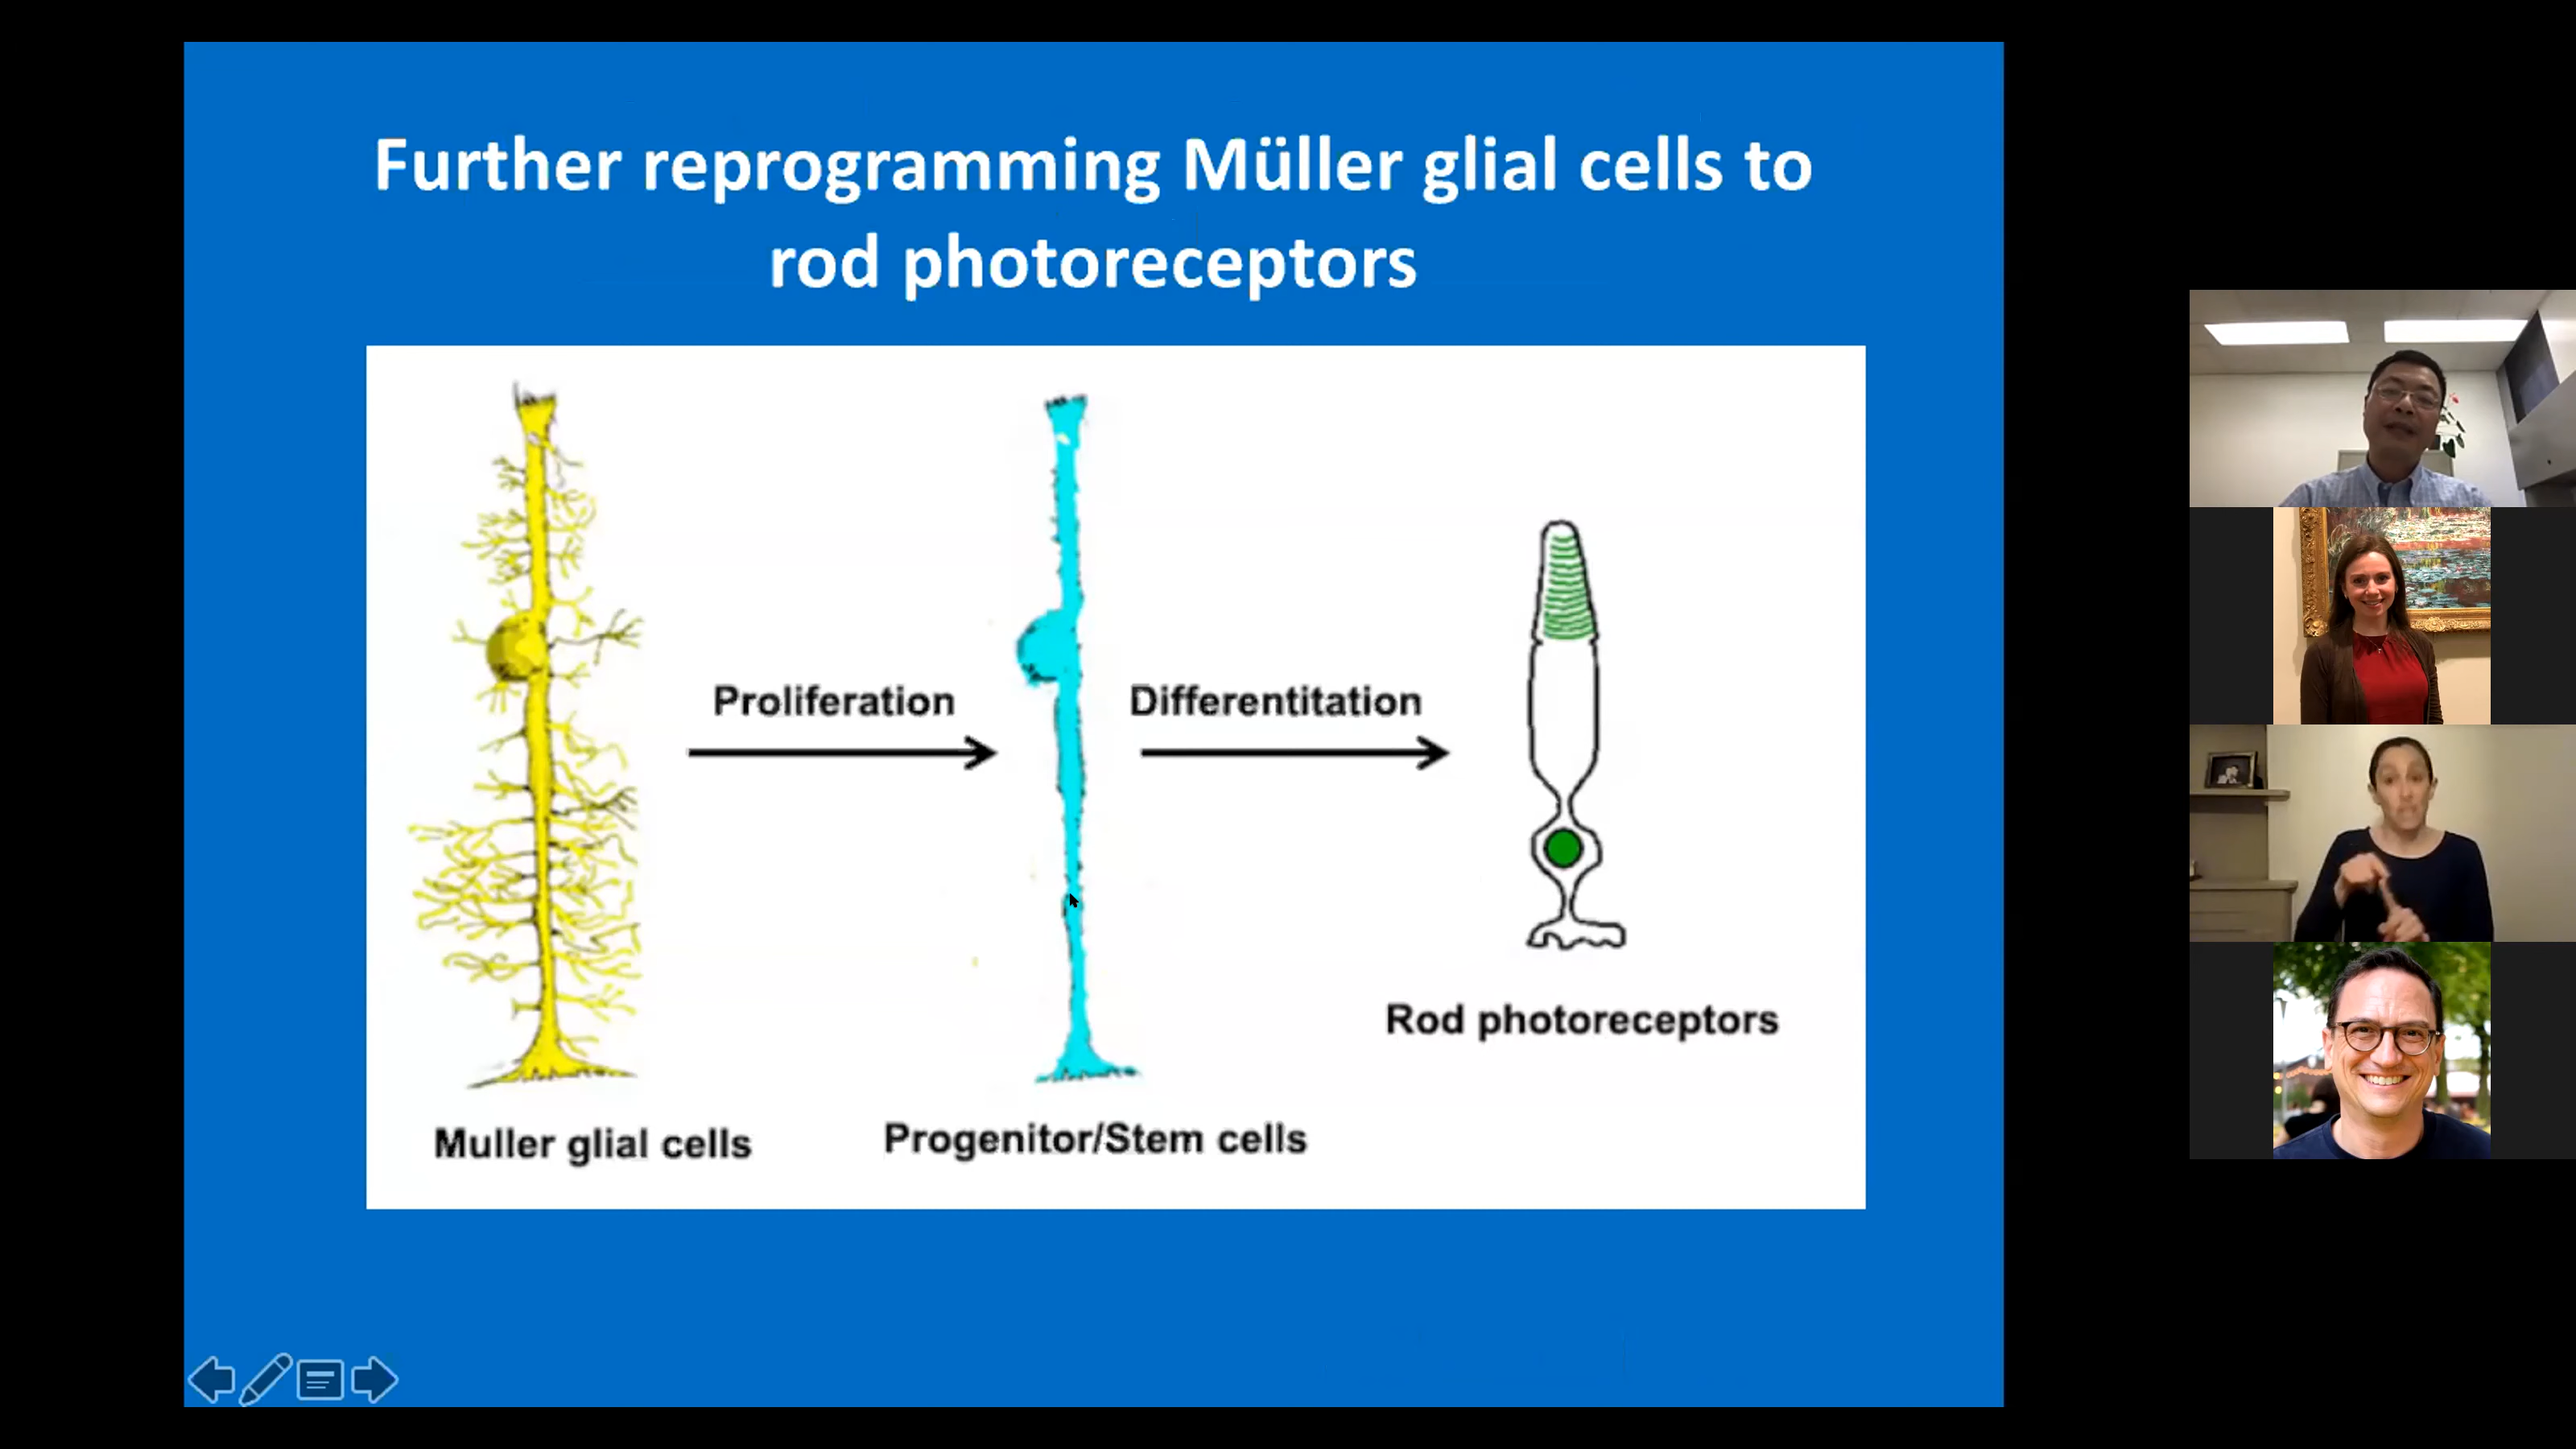 Further reprogramming Müller glial cells to
rod photoreceptors
Proliferation
Differentitation
Rod photoreceptors
Muller glial cells
Progenitor/Stem cells